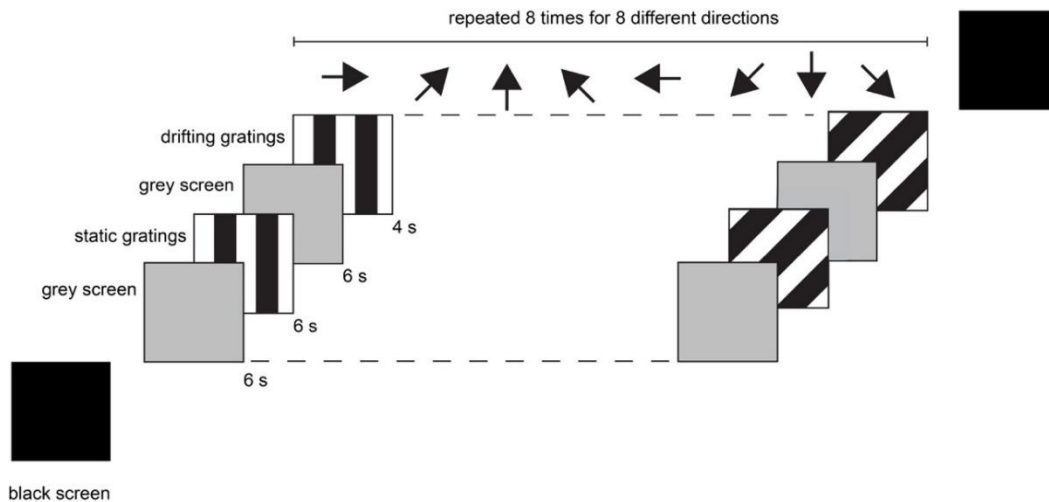 repeated 8 times for 8 different directions
drifting gratings
grey screen
4 s
static gratings
6 s
grey screen
6 s
6 s
black screen